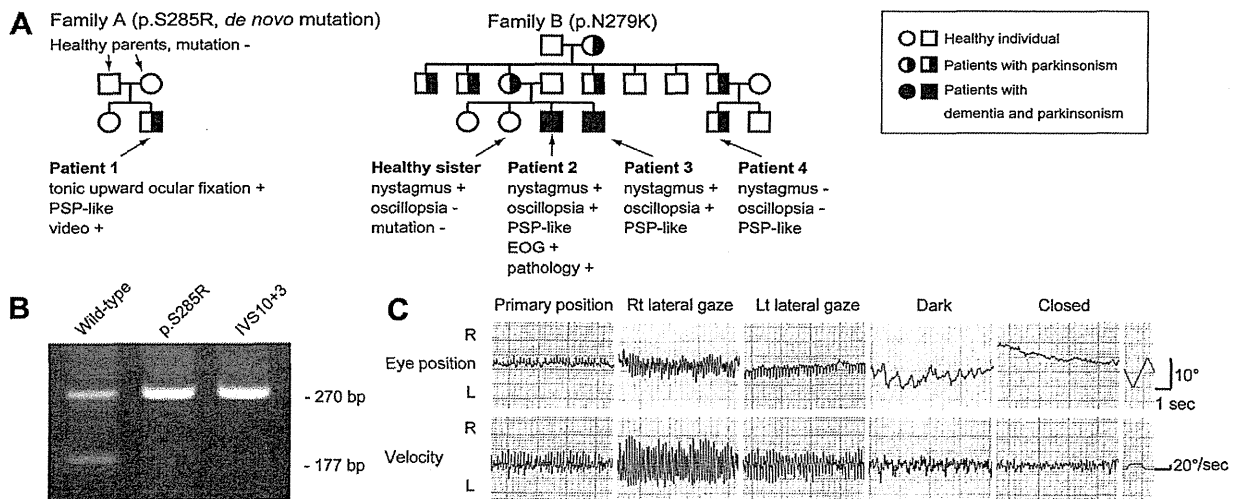 A
Family A (p.S285R, de novo mutation)
Healthy parents, mutation -
Patient 1
tonic upward ocular fixation +
PSP-like
video +
Family B (p.N279K)
Healthy sister
nystagmus +
oscillopsia -
mutation -
Patient 2
nystagmus +
oscillopsia +
PSP-like
EOG +
pathology +
Patient 3
nystagmus +
oscillopsia +
PSP-like
Patient 4
nystagmus -
oscillopsia -
PSP-like
Healthy individual
Patients with parkinsonism
Patients with
dementia and parkinsonism
B
Wild-type
p.S285R
IVS10+3
- 270 bp
- 177 bp
C
Primary position
Rt lateral gaze
Lt lateral gaze
Dark
Closed
R
Eye position
L
10°
1 sec
R
Velocity
L
20°/sec